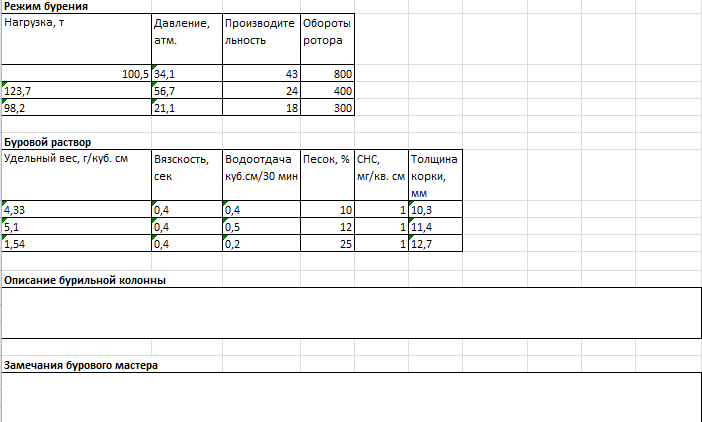 Режим бурения
Нагрузка, т Давление, атм. Производительность Обороты ротора
100,5 34,1 43 800
123,7 56,7 24 400
98,2 21,1 18 300
Буровой раствор
Удельный вес, г/куб. см Вязскость, сек Водоотдача куб.см/30 мин Песок, % СНС, мг/кв. см Толщина корки, мм
4,33 0,4 0,4 10 1 10,3
5,1 0,4 0,5 12 1 11,4
1,54 0,4 0,2 25 1 12,7
Описание бурильной колонны
Замечания бурового мастера